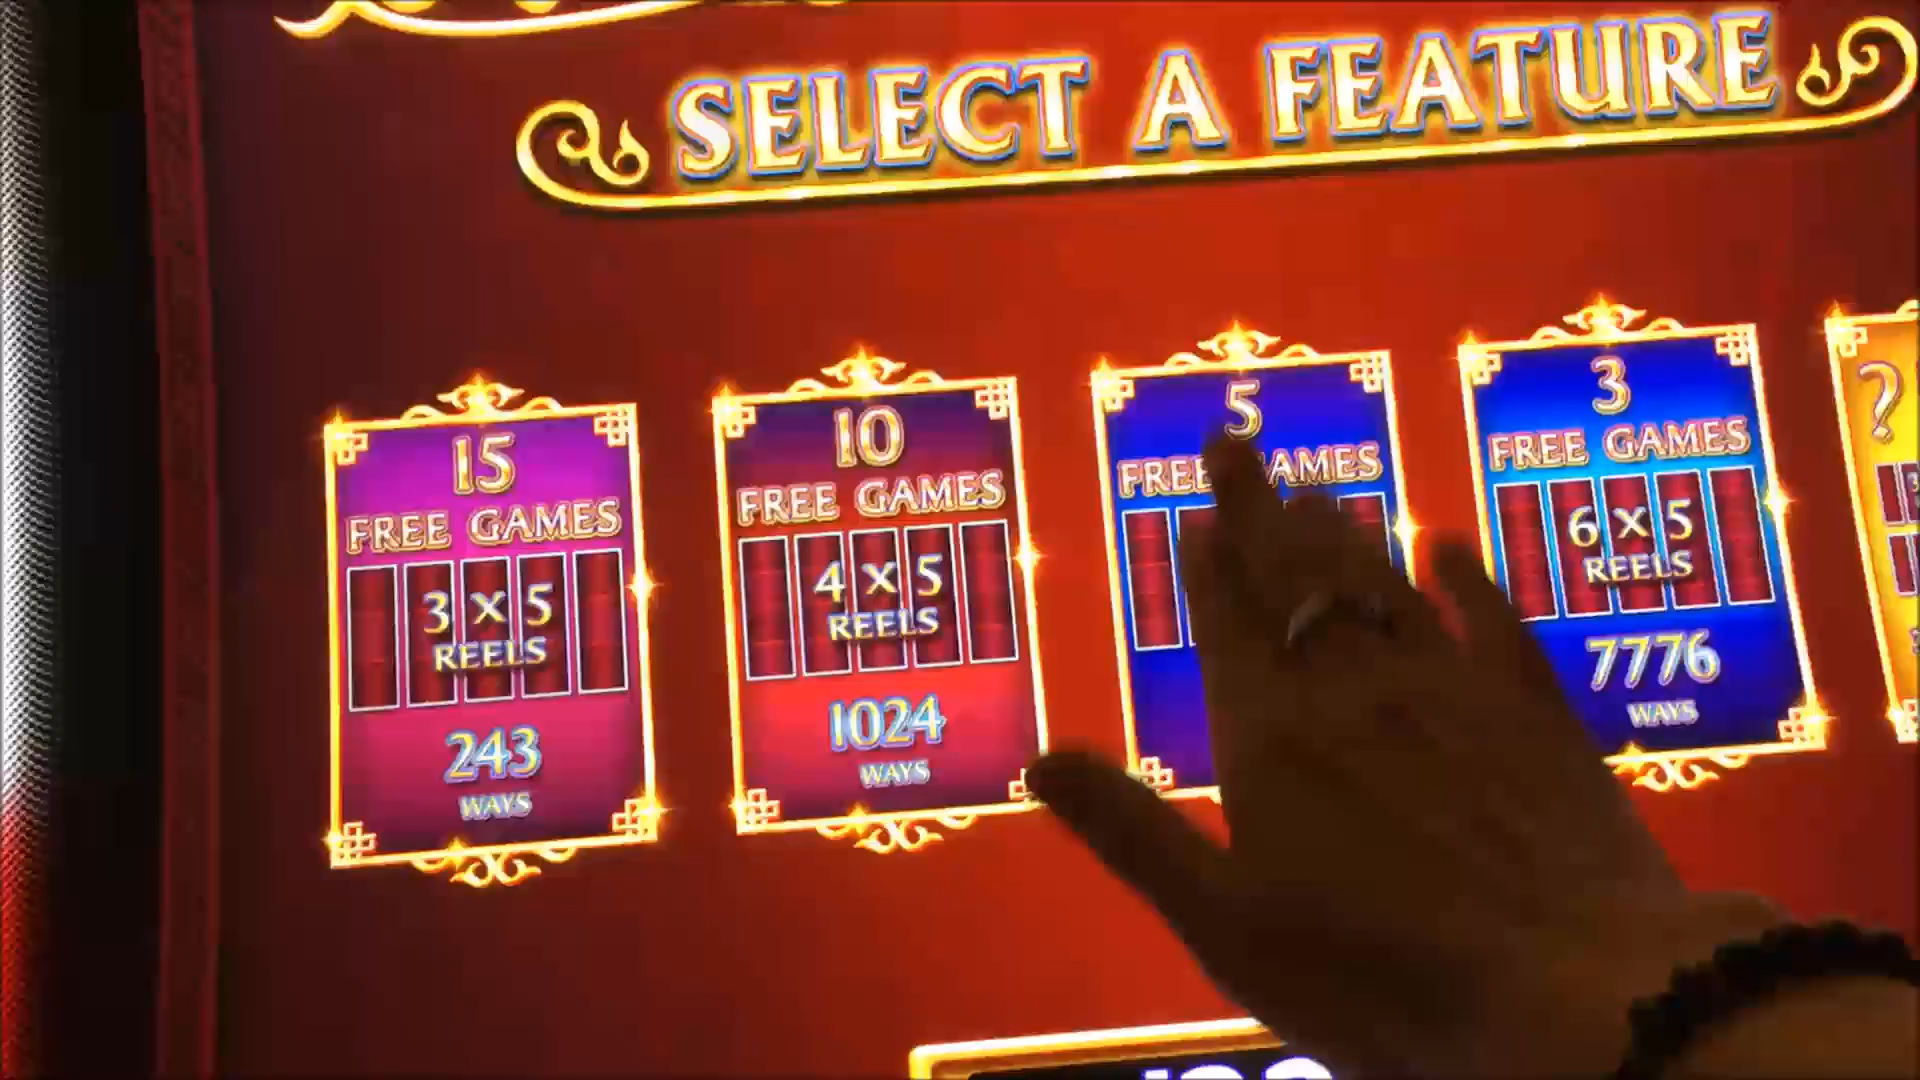 SELECT A FEATURE
15
FREE GAMES
3 X 5
REELS
243
WAYS
10
FREE GAMES
4 X 5
REELS
1024
WAYS
5
FREE
3
FREE GAMES
6 X 5
REELS
7776
WAYS
?